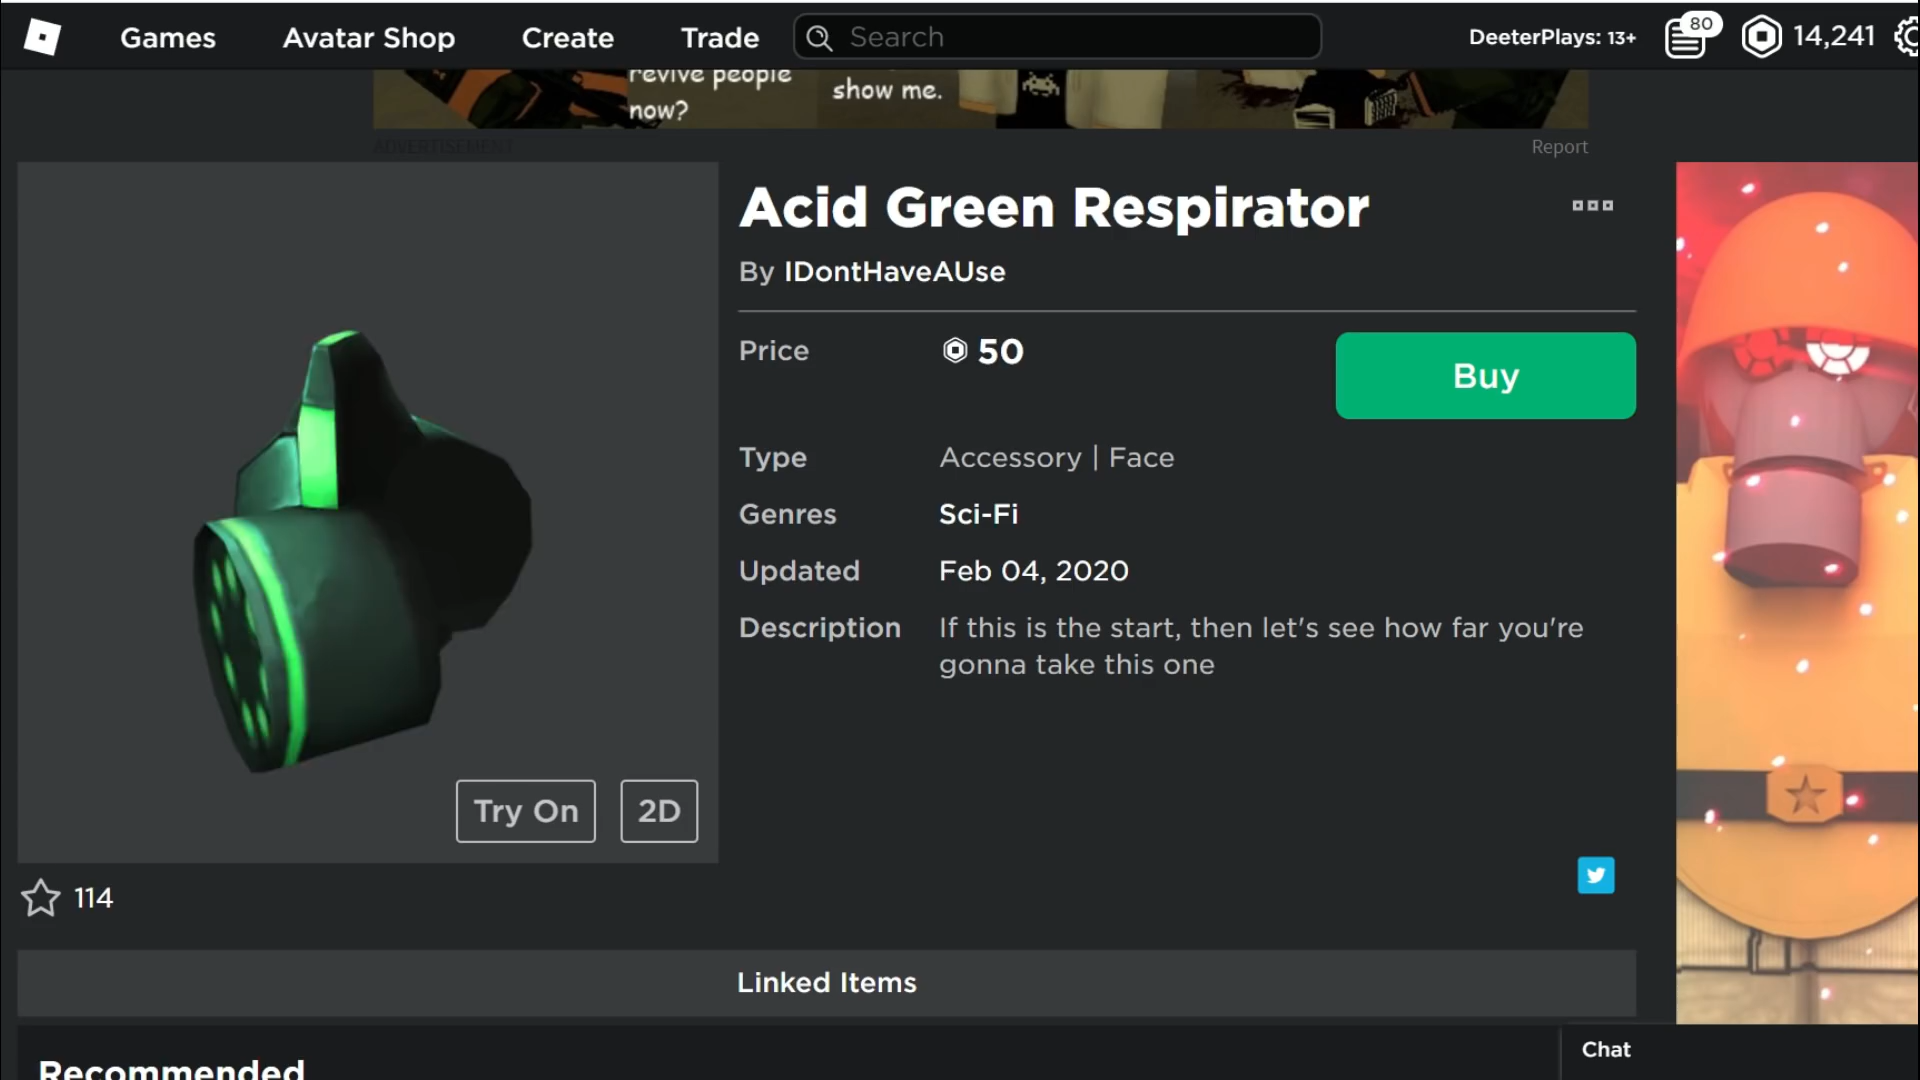 Games Avatar Shop Create Trade Search DeeterPlays: 13+ 80 14,241
revive people now?
show me.
ADVERTISEMENT Report
Acid Green Respirator
By IDontHaveAUse
Price 50 Buy
Type Accessory | Face
Genres Sci-Fi
Updated Feb 04, 2020
Description If this is the start, then let's see how far you're
gonna take this one
Try On 2D
114
Linked Items
Recommended
Chat